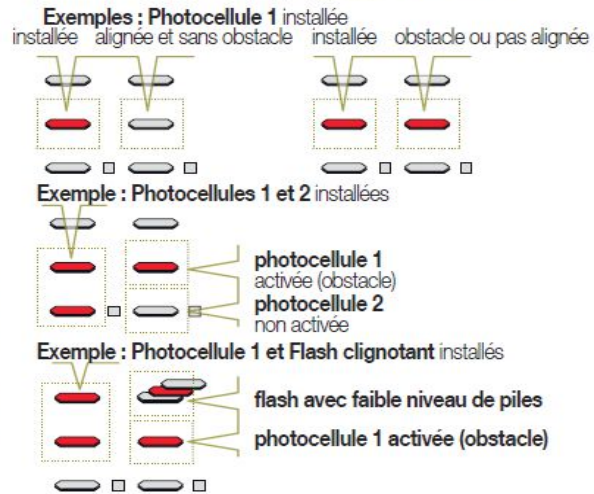 Exemples : Photocellule 1 installée
installée alignée et sans obstacle installée obstacle ou pas alignée
Exemple : Photocellules 1 et 2 installées
photocellule 1
activée (obstacle)
photocellule 2
non activée
Exemple : Photocellule 1 et Flash clignotant installés
flash avec faible niveau de piles
photocellule 1 activée (obstacle)